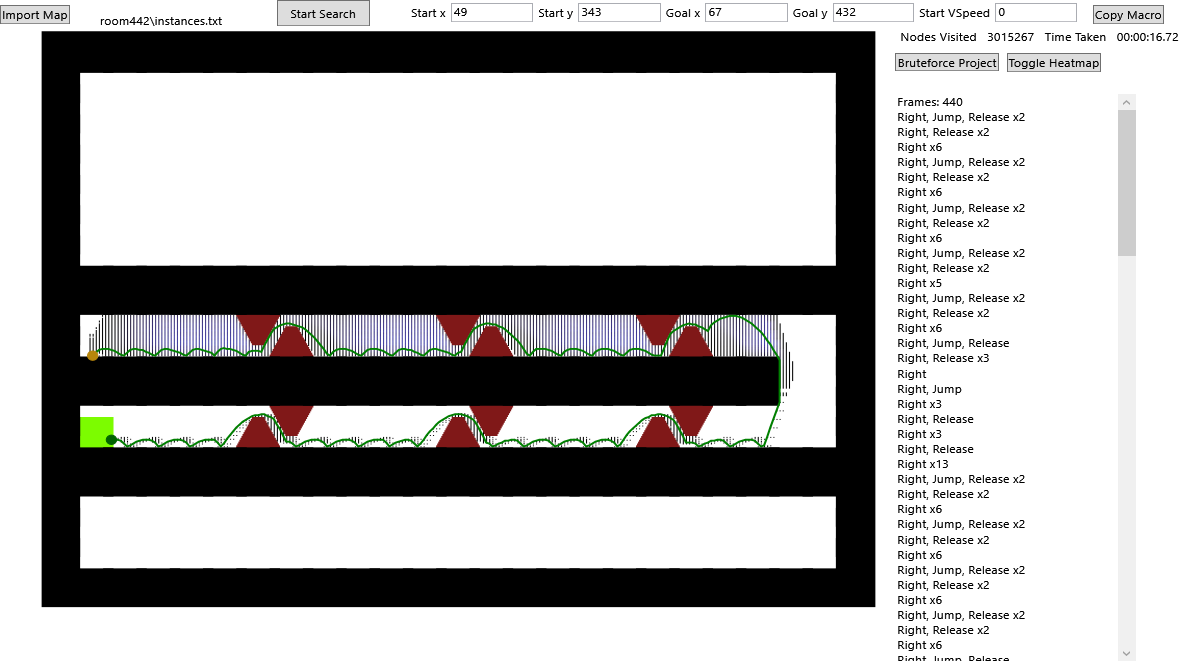 Import Map
room442\instances.txt
Start Search
Start x 49 Start y 343 Goal x 67 Goal y 432 Start VSpeed 0
Copy Macro
Nodes Visited 3015267 Time Taken 00:00:16.72
Bruteforce Project Toggle Heatmap
Frames: 440
Right, Jump, Release x2
Right, Release x2
Right x6
Right, Jump, Release x2
Right, Release x2
Right x6
Right, Jump, Release x2
Right, Release x2
Right x6
Right, Jump, Release x2
Right, Release x2
Right x5
Right, Jump, Release x2
Right, Release x2
Right x6
Right, Jump, Release
Right, Release x3
Right
Right, Jump
Right x3
Right, Release
Right x3
Right, Release
Right x13
Right, Jump, Release x2
Right, Release x2
Right x6
Right, Jump, Release x2
Right, Release x2
Right x6
Right, Jump, Release x2
Right, Release x2
Right x6
Right, Jump, Release x2
Right, Release x2
Right x6
Right, Jump, Release